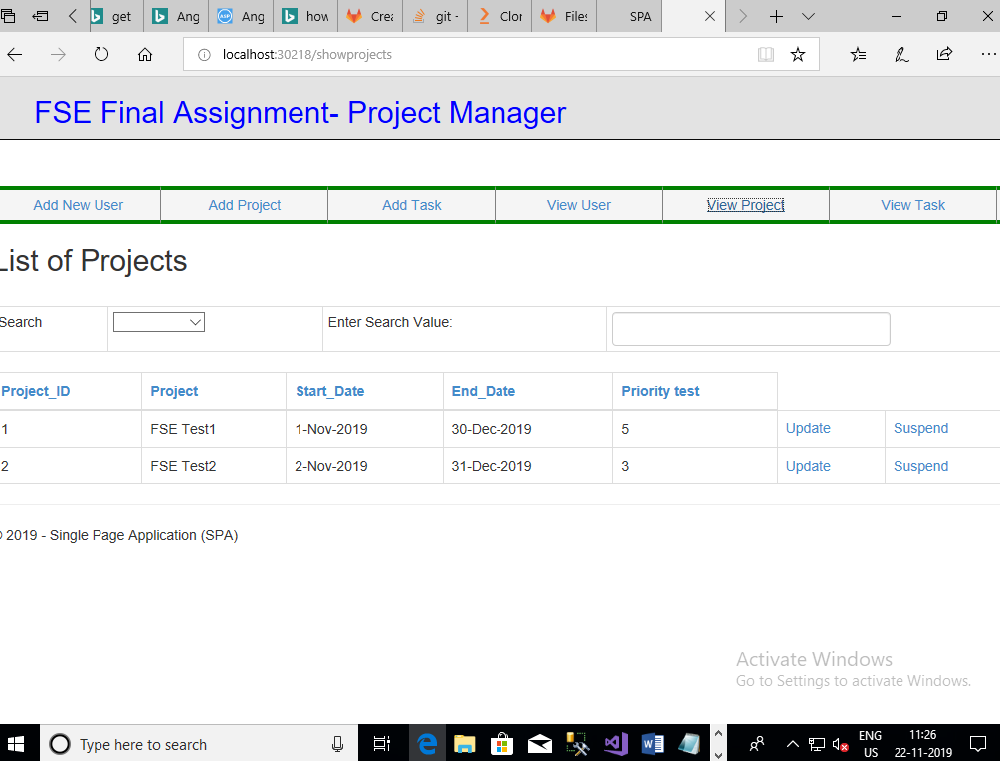 get
Ang
Ang
how
Crea
git -
Clor
Files
SPA
localhost:30218/showprojects
FSE Final Assignment- Project Manager
Add New User Add Project Add Task View User View Project View Task
List of Projects
Search Enter Search Value:
Project_ID Project Start_Date End_Date Priority test
1 FSE Test1 1-Nov-2019 30-Dec-2019 5 Update Suspend
2 FSE Test2 2-Nov-2019 31-Dec-2019 3 Update Suspend
© 2019 - Single Page Application (SPA)
Activate Windows
Go to Settings to activate Windows.
Type here to search
ENG
US
11:26
22-11-2019